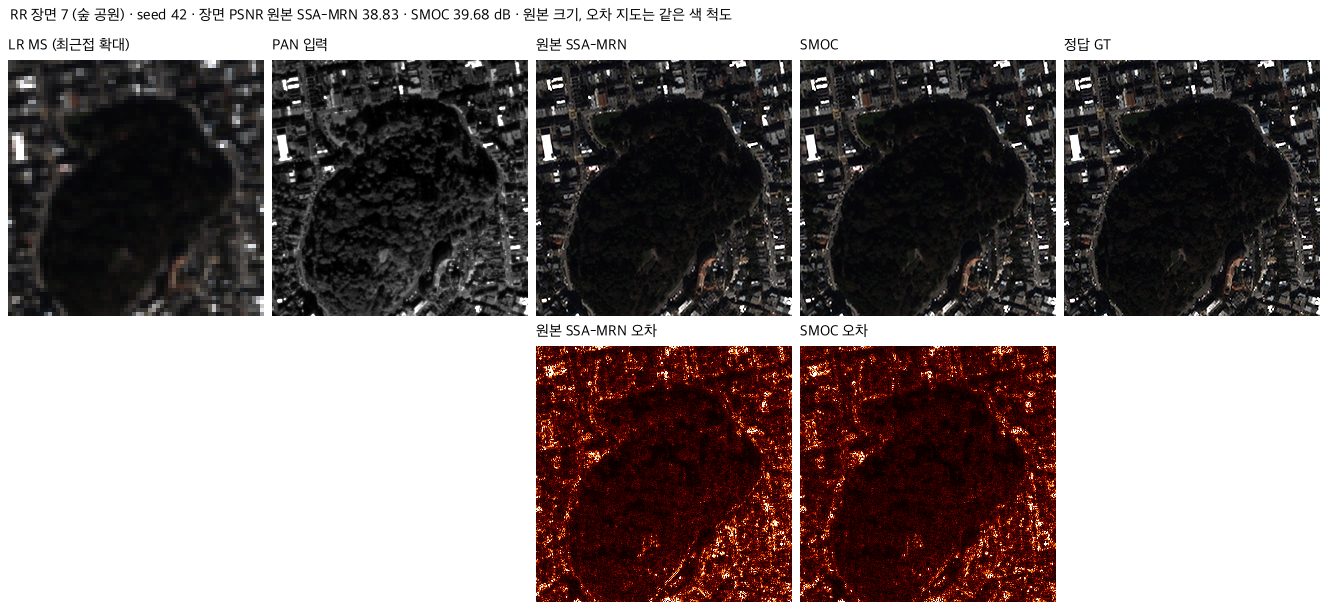 RR 장면 7 (숲 공원) · seed 42 · 장면 PSNR 원본 SSA-MRN 38.83 · SMOC 39.68 dB · 원본 크기, 오차 지도는 같은 색 척도
LR MS (최근접 확대)
PAN 입력
원본 SSA-MRN
SMOC
정답 GT
원본 SSA-MRN 오차
SMOC 오차